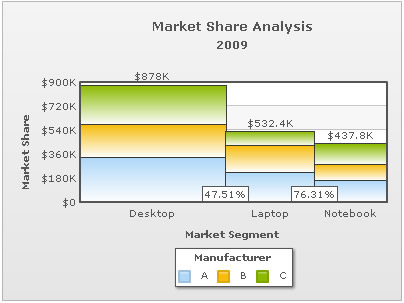 Market Share Analysis
2009
Market Share
$900K
$720K
$540K
$360K
$180K
$0
$878K
$532.4K
$437.8K
47.51%
76.31%
Desktop
Laptop
Notebook
Market Segment
Manufacturer
A B C